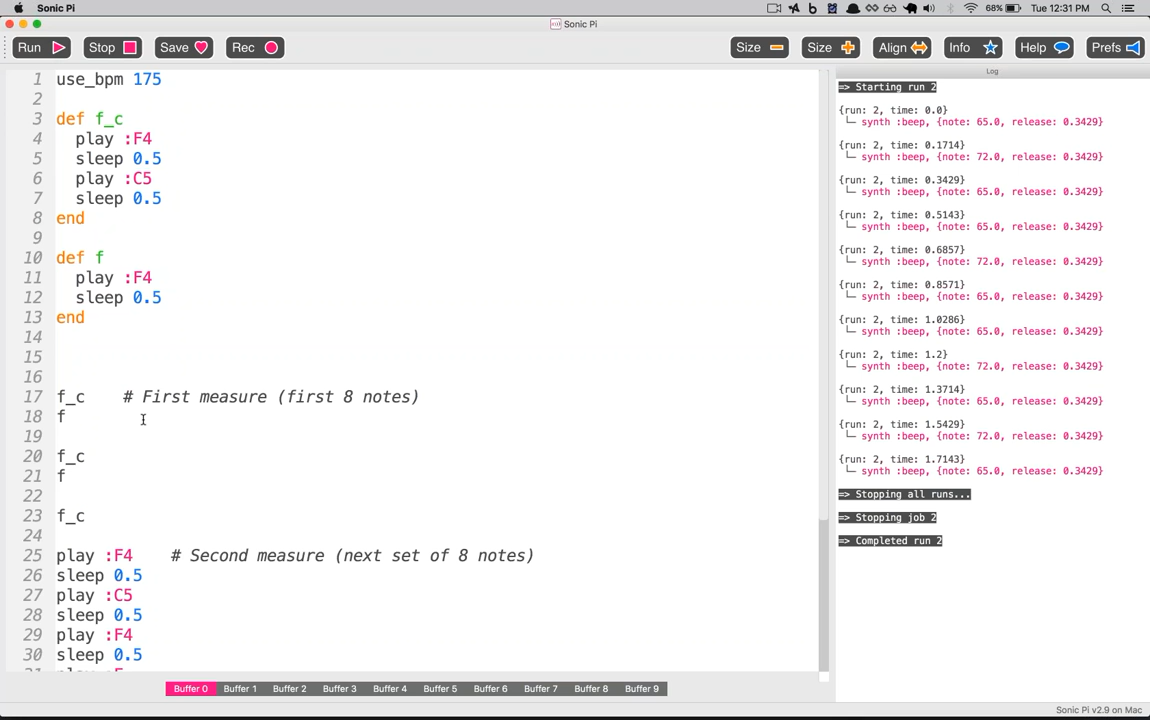 Sonic Pi
68%
Tue 12:31 PM
Sonic Pi
Run
Stop
Save
Rec
Size
Size
Align
Info
Help
Prefs
1 use_bpm 175
2
3 def f_c
4 play :F4
5 sleep 0.5
6 play :C5
7 sleep 0.5
8 end
9
10 def f
11 play :F4
12 sleep 0.5
13 end
14
15
16
17 f_c # First measure (first 8 notes)
18 f
19
20 f_c
21 f
22
23 f_c
24
25 play :F4 # Second measure (next set of 8 notes)
26 sleep 0.5
27 play :C5
28 sleep 0.5
29 play :F4
30 sleep 0.5
Log
=> Starting run 2
{run: 2, time: 0.0}
└─ synth :beep, {note: 65.0, release: 0.3429}
{run: 2, time: 0.1714}
└─ synth :beep, {note: 72.0, release: 0.3429}
{run: 2, time: 0.3429}
└─ synth :beep, {note: 65.0, release: 0.3429}
{run: 2, time: 0.5143}
└─ synth :beep, {note: 65.0, release: 0.3429}
{run: 2, time: 0.6857}
└─ synth :beep, {note: 72.0, release: 0.3429}
{run: 2, time: 0.8571}
└─ synth :beep, {note: 65.0, release: 0.3429}
{run: 2, time: 1.0286}
└─ synth :beep, {note: 65.0, release: 0.3429}
{run: 2, time: 1.2}
└─ synth :beep, {note: 72.0, release: 0.3429}
{run: 2, time: 1.3714}
└─ synth :beep, {note: 65.0, release: 0.3429}
{run: 2, time: 1.5429}
└─ synth :beep, {note: 72.0, release: 0.3429}
{run: 2, time: 1.7143}
└─ synth :beep, {note: 65.0, release: 0.3429}
=> Stopping all runs...
=> Stopping job 2
=> Completed run 2
Buffer 0 Buffer 1 Buffer 2 Buffer 3 Buffer 4 Buffer 5 Buffer 6 Buffer 7 Buffer 8 Buffer 9
Sonic Pi v2.9 on Mac